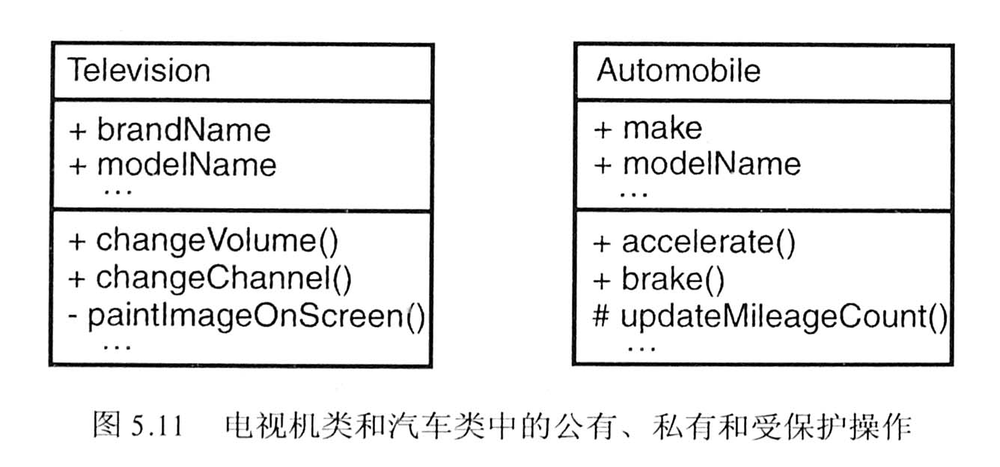 Television
+ brandName
+ modelName
...
+ changeVolume()
+ changeChannel()
- paintImageOnScreen()
...
Automobile
+ make
+ modelName
...
+ accelerate()
+ brake()
# updateMileageCount()
...
图 5.11 电视机类和汽车类中的公有、私有和受保护操作